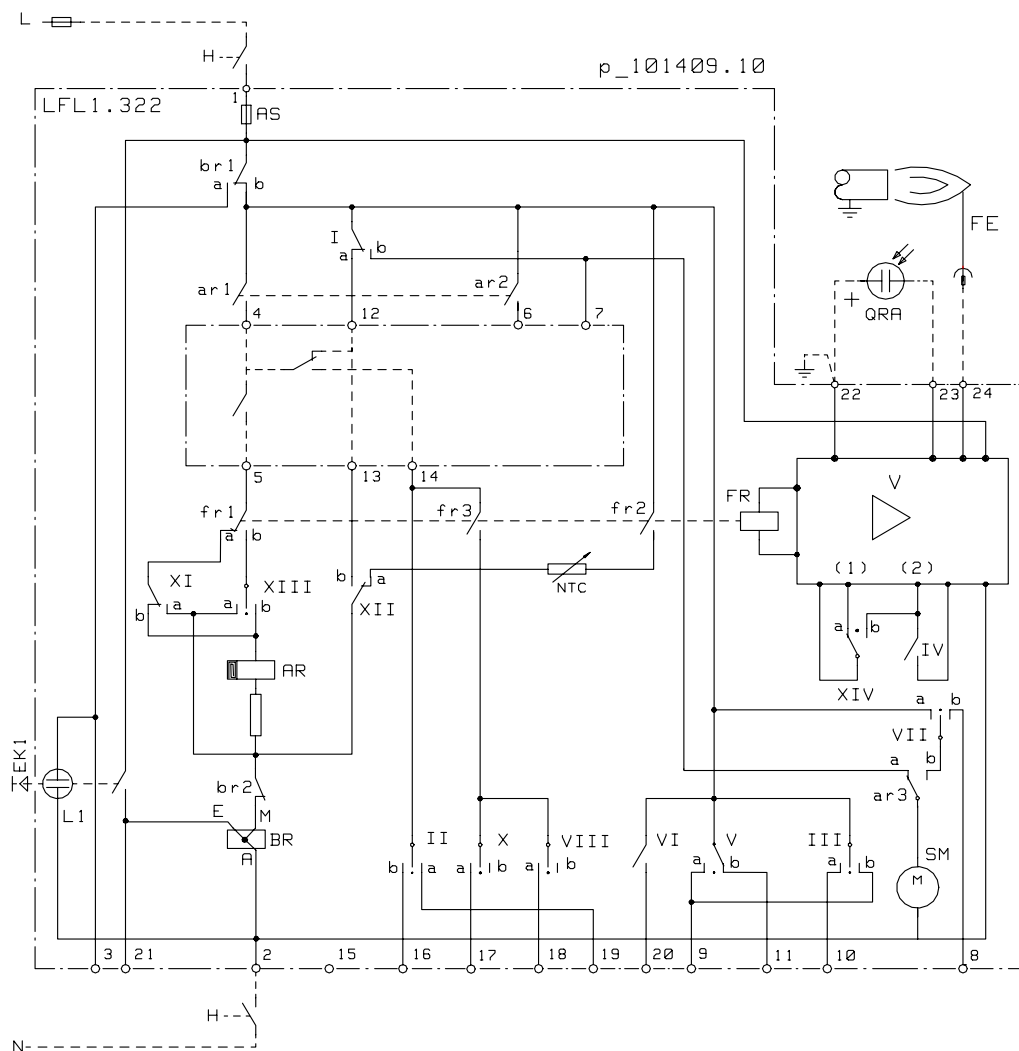 L
H
p_101409.10
LFL1.322
1
AS
br1
a b
I
a b
FE
ar1
ar2
+ QRA
4 12 6 7
22 23 24
5 13 14
V
FR
fr1
fr3
fr2
a b
(1) (2)
XI
XIII
b a
XII
NTC
b a
a b
a b
IV
AR
XIV
a b
VII
EK1
L1
br2
a b
ar3
E M
BR
A
II X VIII
VI V III
SM
M
b a
a b
a b
a b
a b
3 21 2 15 16 17 18 19 20 9 11 10 8
H
N